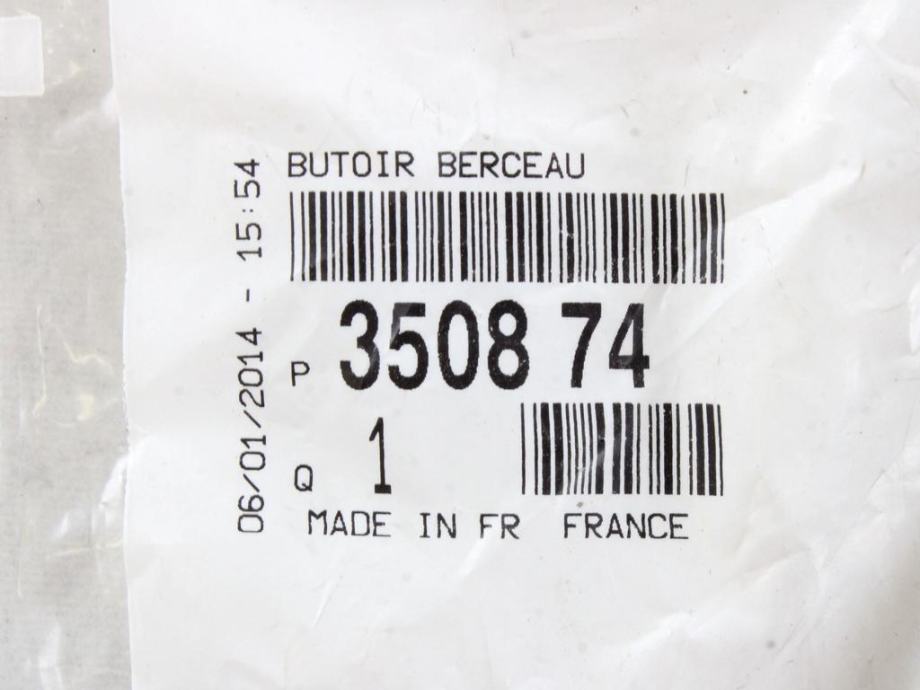 BUTOIR BERCEAU
P 3508 74
Q 1
MADE IN FR FRANCE
06/01/2014 - 15:54